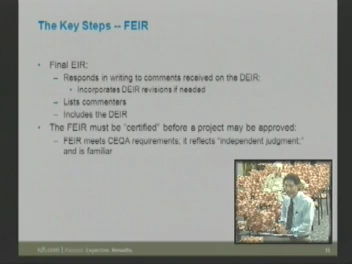 The Key Steps -- FEIR
• Final EIR:
– Responds in writing to comments received on the DEIR:
• Incorporates DEIR revisions if needed
– Lists commenters
– Includes the DEIR
• The FEIR must be "certified" before a project may be approved:
– FEIR meets CEQA requirements; it reflects "independent judgment;"
and is familiar
Expertise. Results.